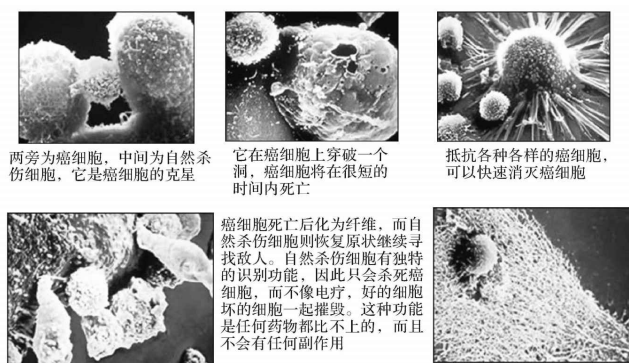 两旁为癌细胞，中间为自然杀
伤细胞，它是癌细胞的克星
它在癌细胞上穿破一个
洞，癌细胞将在很短的
时间内死亡
抵抗各种各样的癌细胞，
可以快速消灭癌细胞
癌细胞死亡后化为纤维，而自
然杀伤细胞则恢复原状继续寻
找敌人。自然杀伤细胞有独特
的识别功能，因此只会杀死癌
细胞，而不像电疗，好的细胞
坏的细胞一起摧毁。这种功能
是任何药物都比不上的，而且
不会有任何副作用